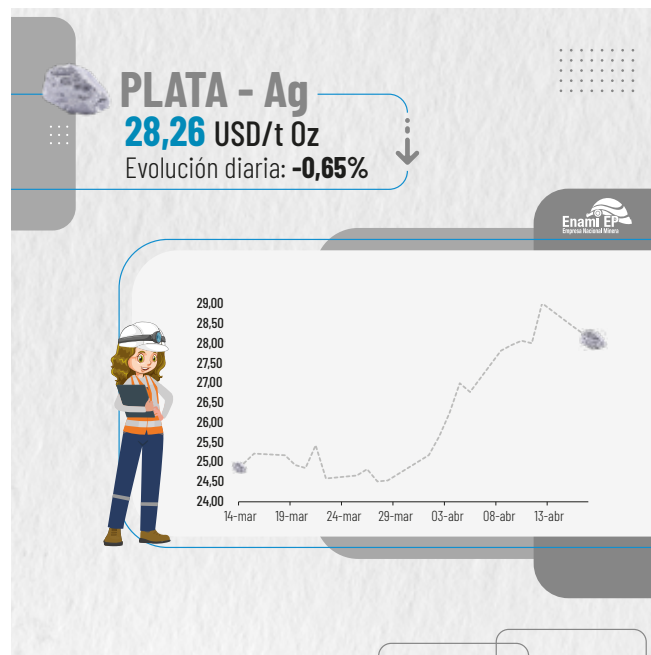 PLATA - Ag
28,26 USD/t Oz
Evolución diaria: -0,65%
Enami EP
Empresa Nacional Minera
29,00
28,50
28,00
27,50
27,00
26,50
26,00
25,50
25,00
24,50
24,00
14-mar 19-mar 24-mar 29-mar 03-abr 08-abr 13-abr